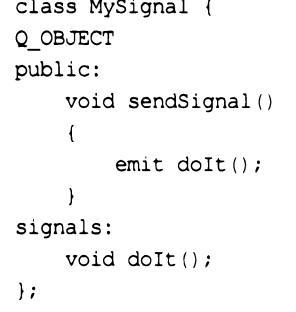 class MySignal {
Q_OBJECT
public:
    void sendSignal()
    {
        emit doIt();
    }
signals:
    void doIt();
};